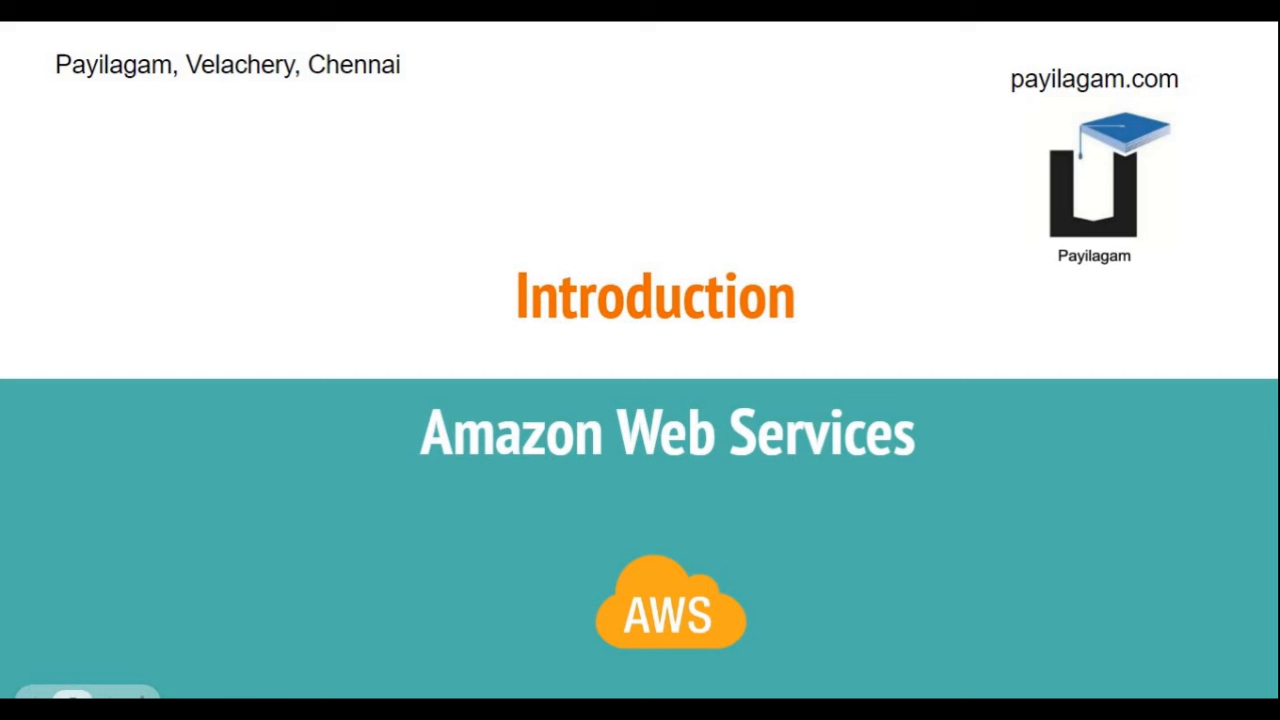 Payilagam, Velachery, Chennai
payilagam.com
Payilagam
Introduction
Amazon Web Services
AWS